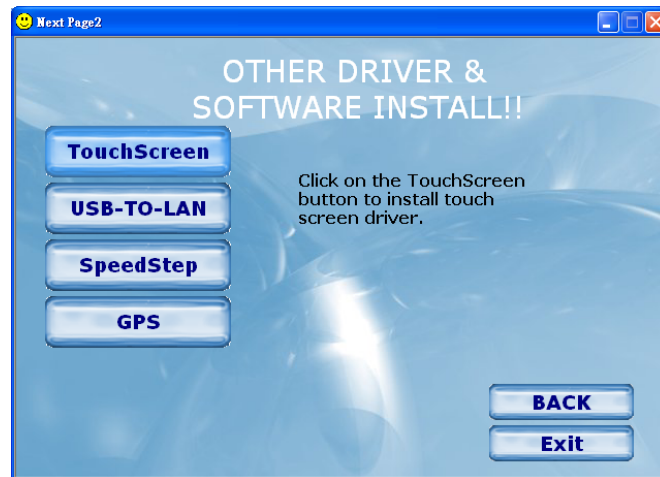 Next Page2
OTHER DRIVER &
SOFTWARE INSTALL!!
TouchScreen
USB-TO-LAN
SpeedStep
GPS
Click on the TouchScreen
button to install touch
screen driver.
BACK
Exit